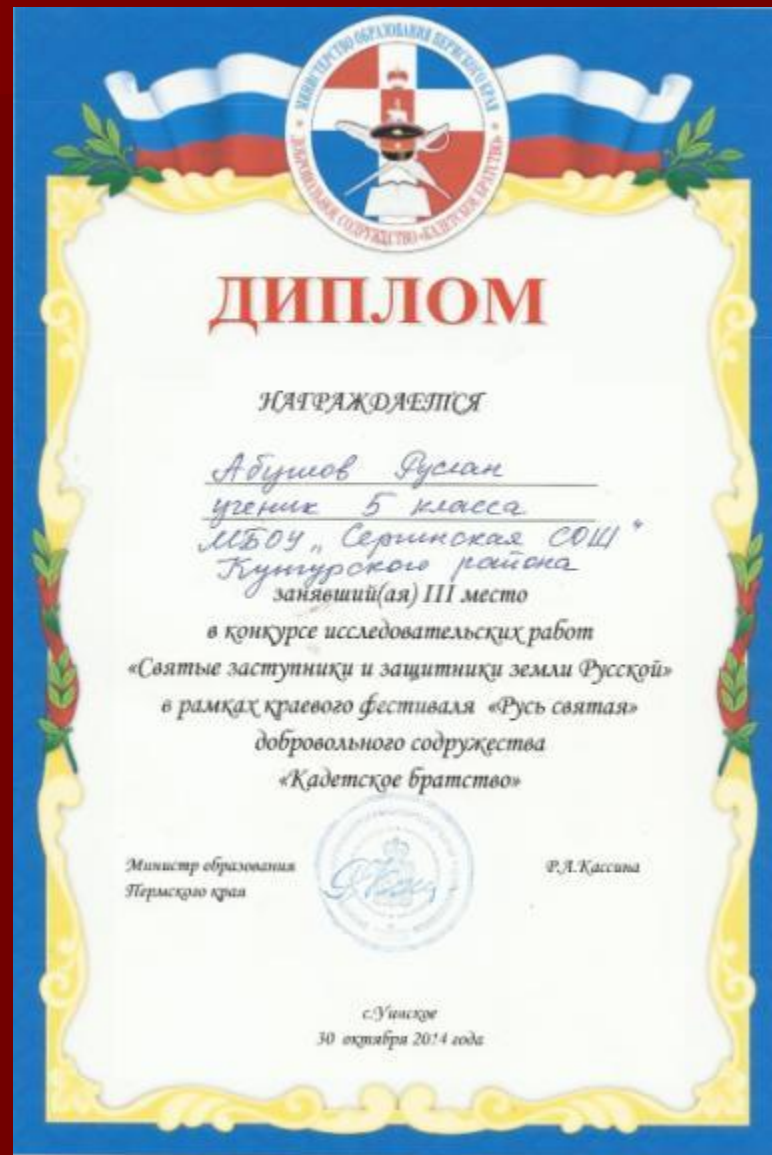 МИНИСТЕРСТВО ОБРАЗОВАНИЯ ПЕРМСКОГО КРАЯ
ДОБРОВОЛЬНОЕ СОДРУЖЕСТВО «КАДЕТСКОЕ БРАТСТВО»
ДИПЛОМ
НАГРАЖДАЕТСЯ
Руслан
ученик 5 класса
МБОУ „Сергинская СОШ"
Кунгурского района
занявший(ая) III место
в конкурсе исследовательских работ
«Святые заступники и защитники земли Русской»
в рамках краевого фестиваля «Русь святая»
добровольного содружества
«Кадетское братство»
Министр образования
Пермского края
Р.А.Кассина
с.Уинское
30 октября 2014 года